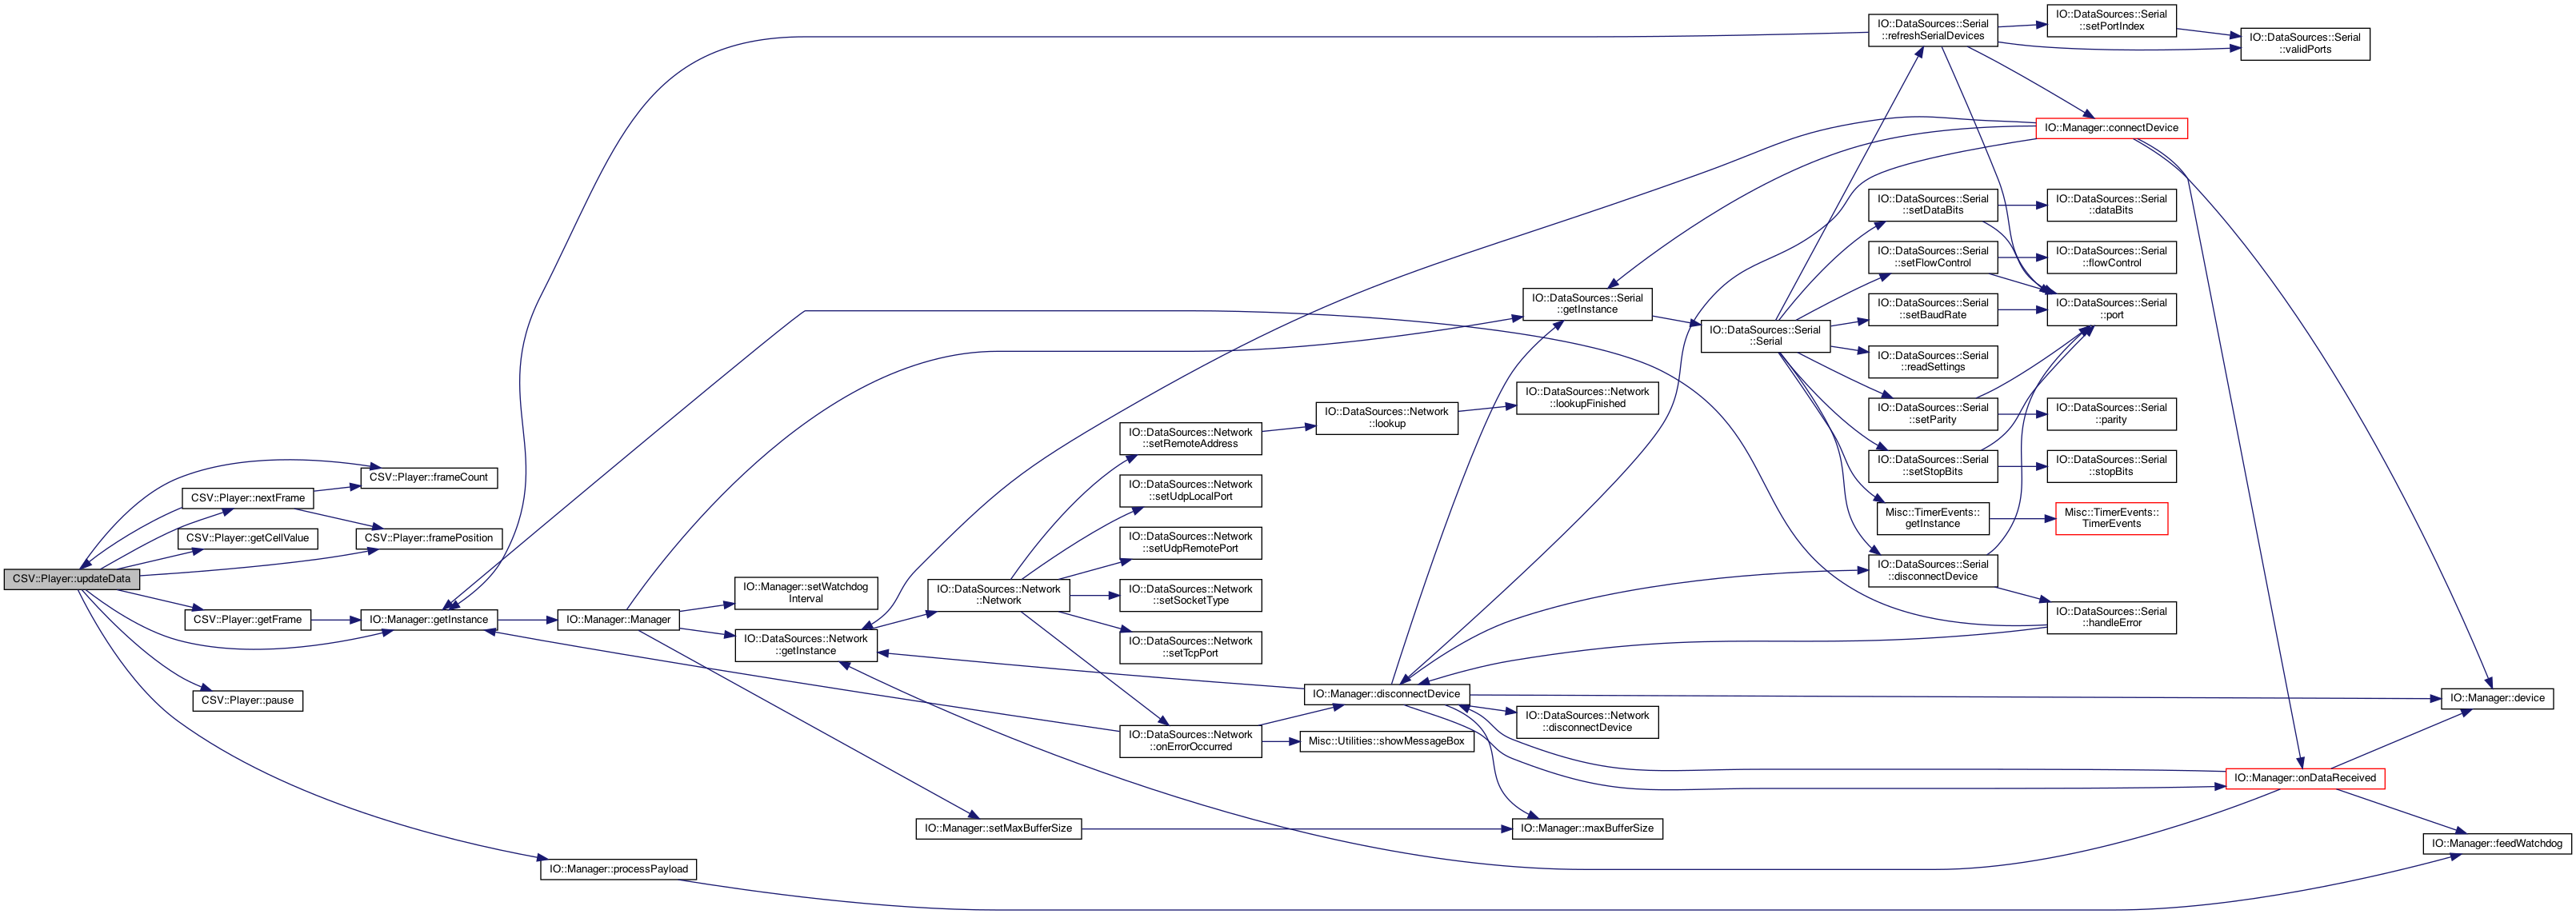 CSV::Player::updateData
CSV::Player::nextFrame
CSV::Player::getCellValue
CSV::Player::getFrame
CSV::Player::pause
CSV::Player::frameCount
CSV::Player::framePosition
IO::Manager::getInstance
IO::Manager::processPayload
IO::Manager::Manager
IO::Manager::setWatchdog
Interval
IO::DataSources::Network
::getInstance
IO::Manager::setMaxBufferSize
IO::DataSources::Network
::Network
IO::DataSources::Network
::setRemoteAddress
IO::DataSources::Network
::setUdpLocalPort
IO::DataSources::Network
::setUdpRemotePort
IO::DataSources::Network
::setSocketType
IO::DataSources::Network
::setTcpPort
IO::DataSources::Network
::onErrorOccurred
IO::DataSources::Network
::lookup
IO::Manager::disconnectDevice
Misc::Utilities::showMessageBox
IO::DataSources::Serial
::getInstance
IO::DataSources::Network
::lookupFinished
IO::DataSources::Network
::disconnectDevice
IO::Manager::maxBufferSize
IO::DataSources::Serial
::Serial
IO::DataSources::Serial
::refreshSerialDevices
IO::DataSources::Serial
::setDataBits
IO::DataSources::Serial
::setFlowControl
IO::DataSources::Serial
::setBaudRate
IO::DataSources::Serial
::readSettings
IO::DataSources::Serial
::setParity
IO::DataSources::Serial
::setStopBits
Misc::TimerEvents::
getInstance
IO::DataSources::Serial
::disconnectDevice
IO::DataSources::Serial
::setPortIndex
IO::Manager::connectDevice
IO::DataSources::Serial
::dataBits
IO::DataSources::Serial
::flowControl
IO::DataSources::Serial
::port
IO::DataSources::Serial
::parity
IO::DataSources::Serial
::stopBits
Misc::TimerEvents::
TimerEvents
IO::DataSources::Serial
::handleError
IO::DataSources::Serial
::validPorts
IO::Manager::onDataReceived
IO::Manager::device
IO::Manager::feedWatchdog